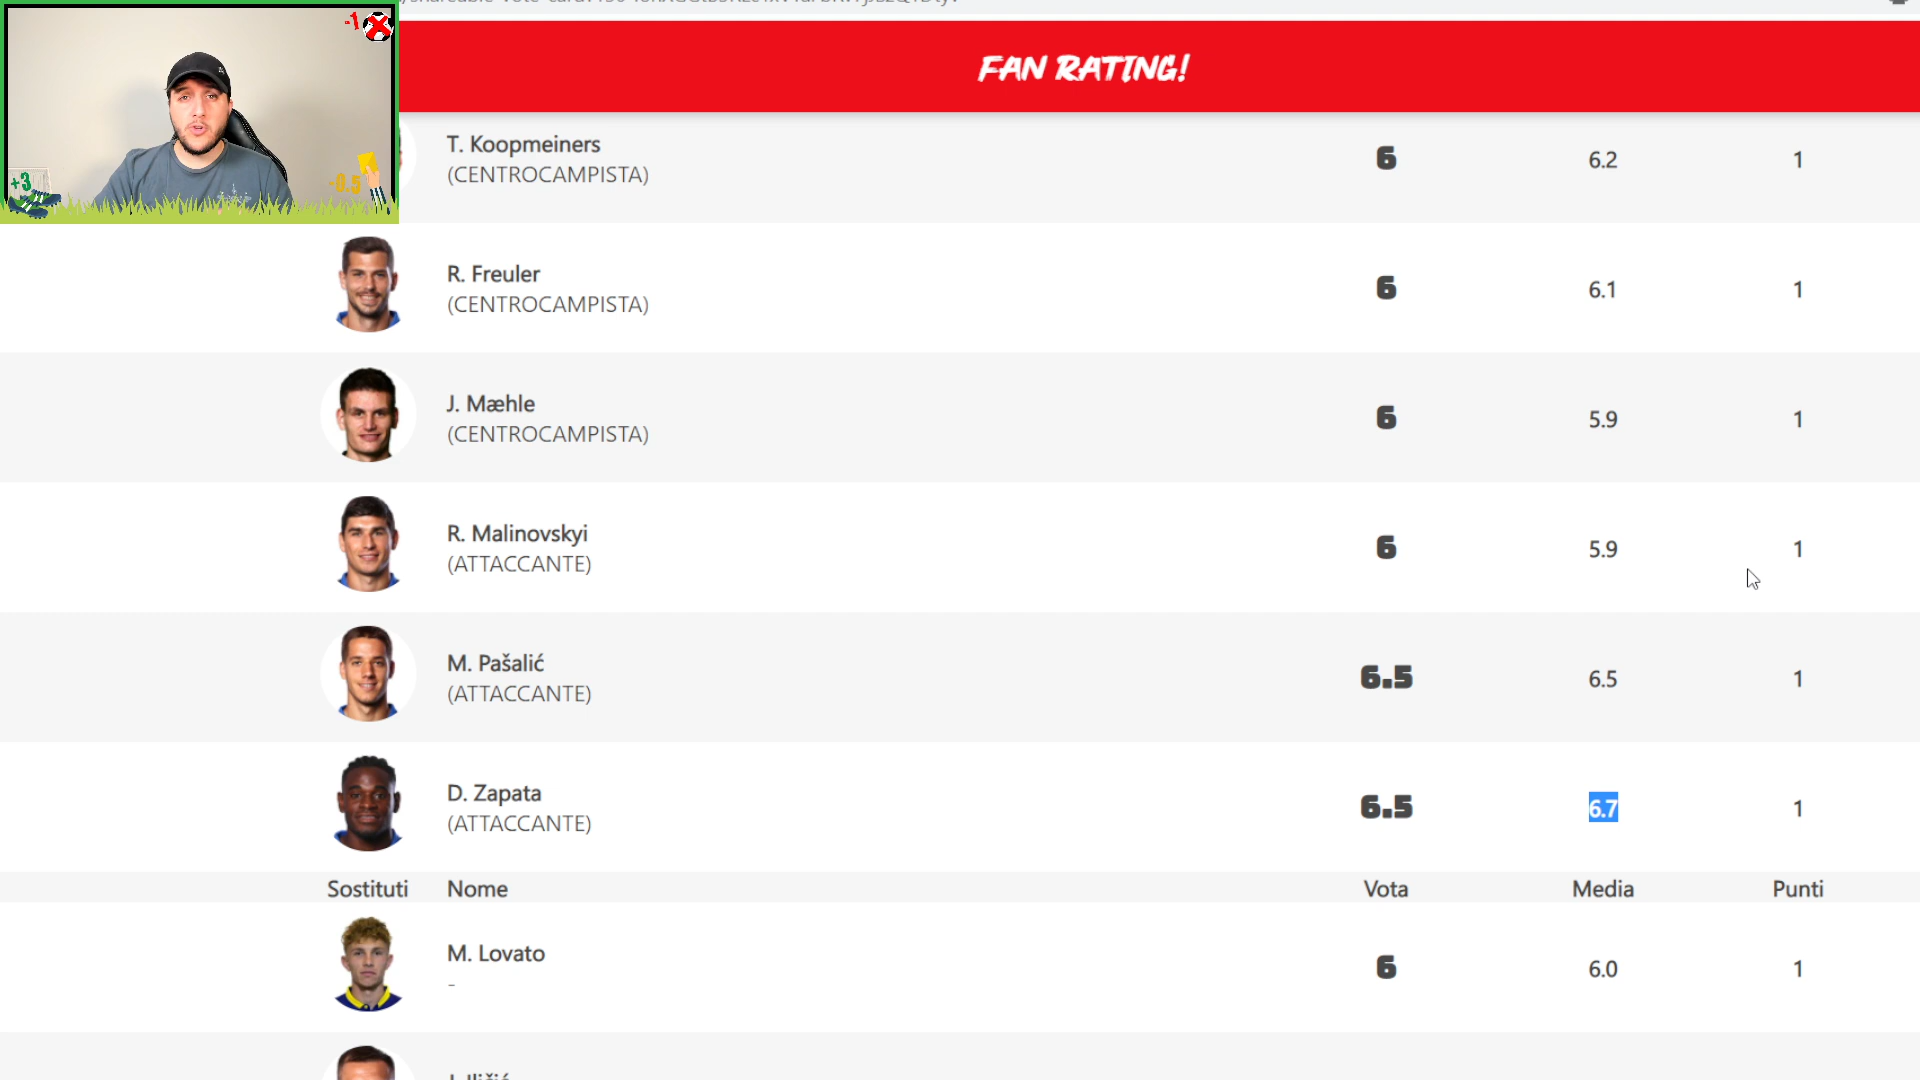 -1
FAN RATING!
T. Koopmeiners
(CENTROCAMPISTA)
6
6.2
1
+3
-0.5
R. Freuler
(CENTROCAMPISTA)
6
6.1
1
J. Mæhle
(CENTROCAMPISTA)
6
5.9
1
R. Malinovskyi
(ATTACCANTE)
6
5.9
1
M. Pašalić
(ATTACCANTE)
6.5
6.5
1
D. Zapata
(ATTACCANTE)
6.5
6.7
1
Sostituti Nome Vota Media Punti
M. Lovato
-
6
6.0
1